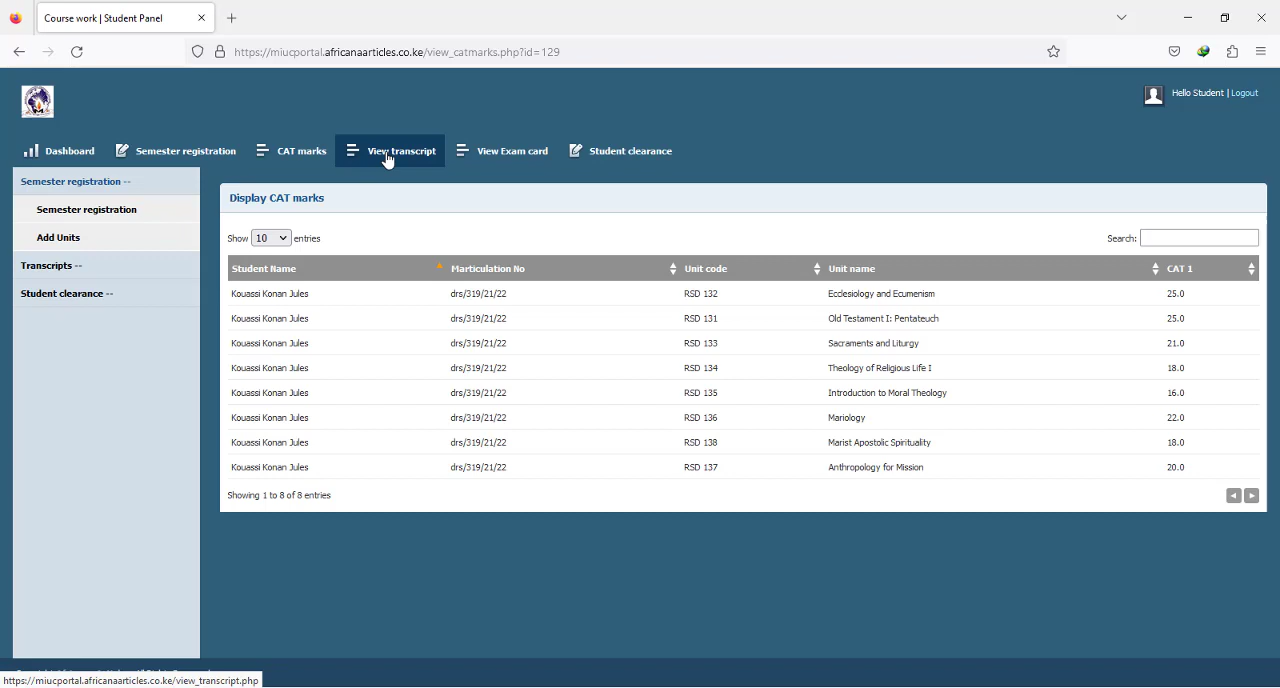 Course work | Student Panel
https://miucportal.africanaarticles.co.ke/view_catmarks.php?id=129
Hello Student | Logout
Dashboard Semester registration CAT marks View transcript View Exam card Student clearance
Semester registration --
Semester registration
Add Units
Transcripts --
Student clearance --
Display CAT marks
Show 10 entries Search:
Student Name Marticulation No Unit code Unit name CAT 1
Kouassi Konan Jules drs/319/21/22 RSD 132 Ecclesiology and Ecumenism 25.0
Kouassi Konan Jules drs/319/21/22 RSD 131 Old Testament I: Pentateuch 25.0
Kouassi Konan Jules drs/319/21/22 RSD 133 Sacraments and Liturgy 21.0
Kouassi Konan Jules drs/319/21/22 RSD 134 Theology of Religious Life I 18.0
Kouassi Konan Jules drs/319/21/22 RSD 135 Introduction to Moral Theology 16.0
Kouassi Konan Jules drs/319/21/22 RSD 136 Mariology 22.0
Kouassi Konan Jules drs/319/21/22 RSD 138 Marist Apostolic Spirituality 18.0
Kouassi Konan Jules drs/319/21/22 RSD 137 Anthropology for Mission 20.0
Showing 1 to 8 of 8 entries
https://miucportal.africanaarticles.co.ke/view_transcript.php